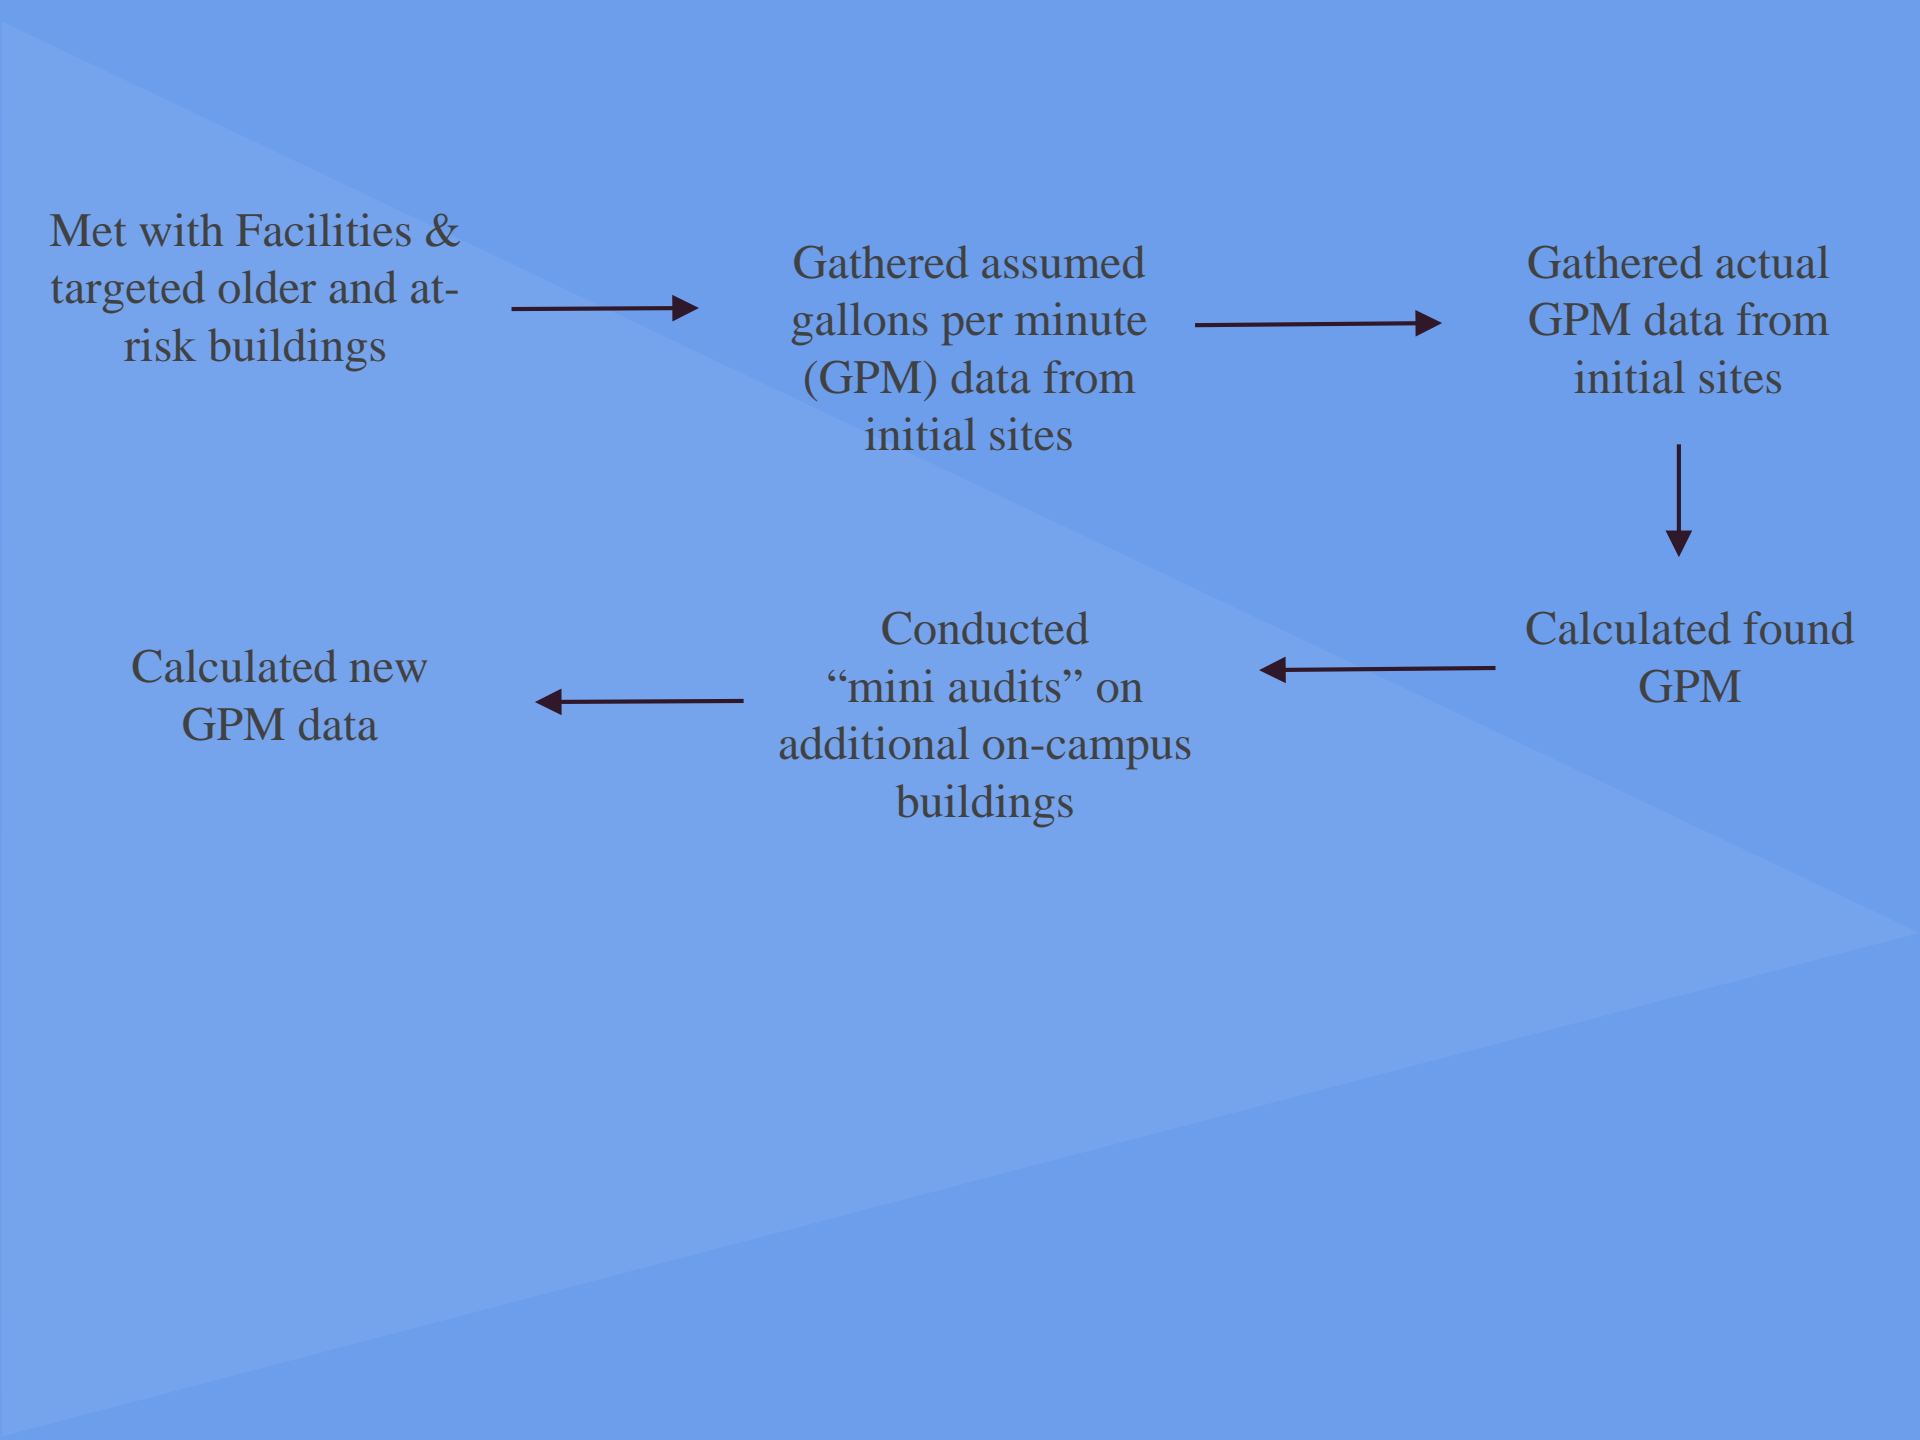 Met with Facilities &
targeted older and at-
risk buildings
Gathered assumed
gallons per minute
(GPM) data from
initial sites
Gathered actual
GPM data from
initial sites
Calculated found
GPM
Conducted
“mini audits” on
additional on-campus
buildings
Calculated new
GPM data